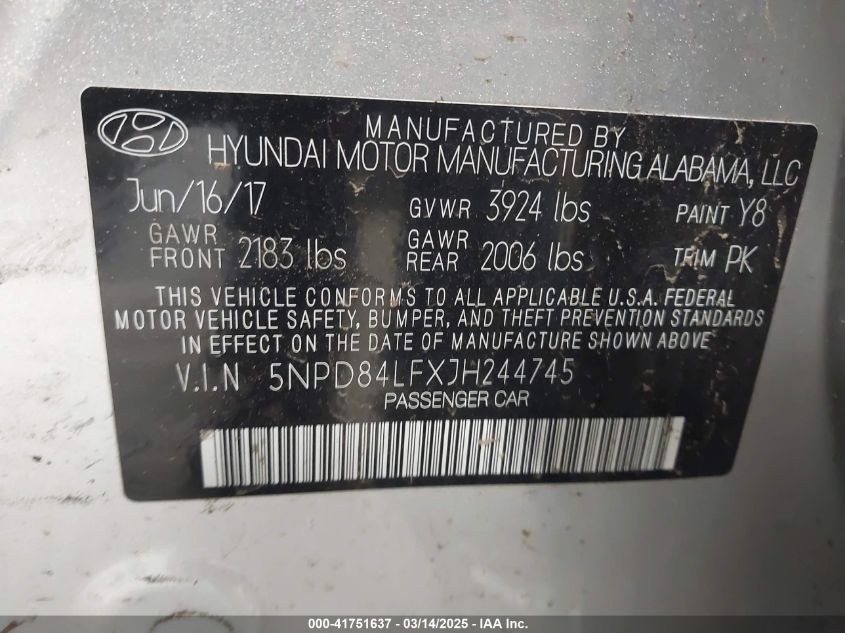 MANUFACTURED BY
HYUNDAI MOTOR MANUFACTURING ALABAMA, LLC
Jun/16/17 GVWR 3924 lbs PAINT Y8
GAWR FRONT 2183 lbs GAWR REAR 2006 lbs TRIM PK
THIS VEHICLE CONFORMS TO ALL APPLICABLE U.S.A. FEDERAL
MOTOR VEHICLE SAFETY, BUMPER, AND THEFT PREVENTION STANDARDS
IN EFFECT ON THE DATE OF MANUFACTURE SHOWN ABOVE.
V.I.N 5NPD84LFXJH244745
PASSENGER CAR
000-41751637 - 03/14/2025 - IAA Inc.